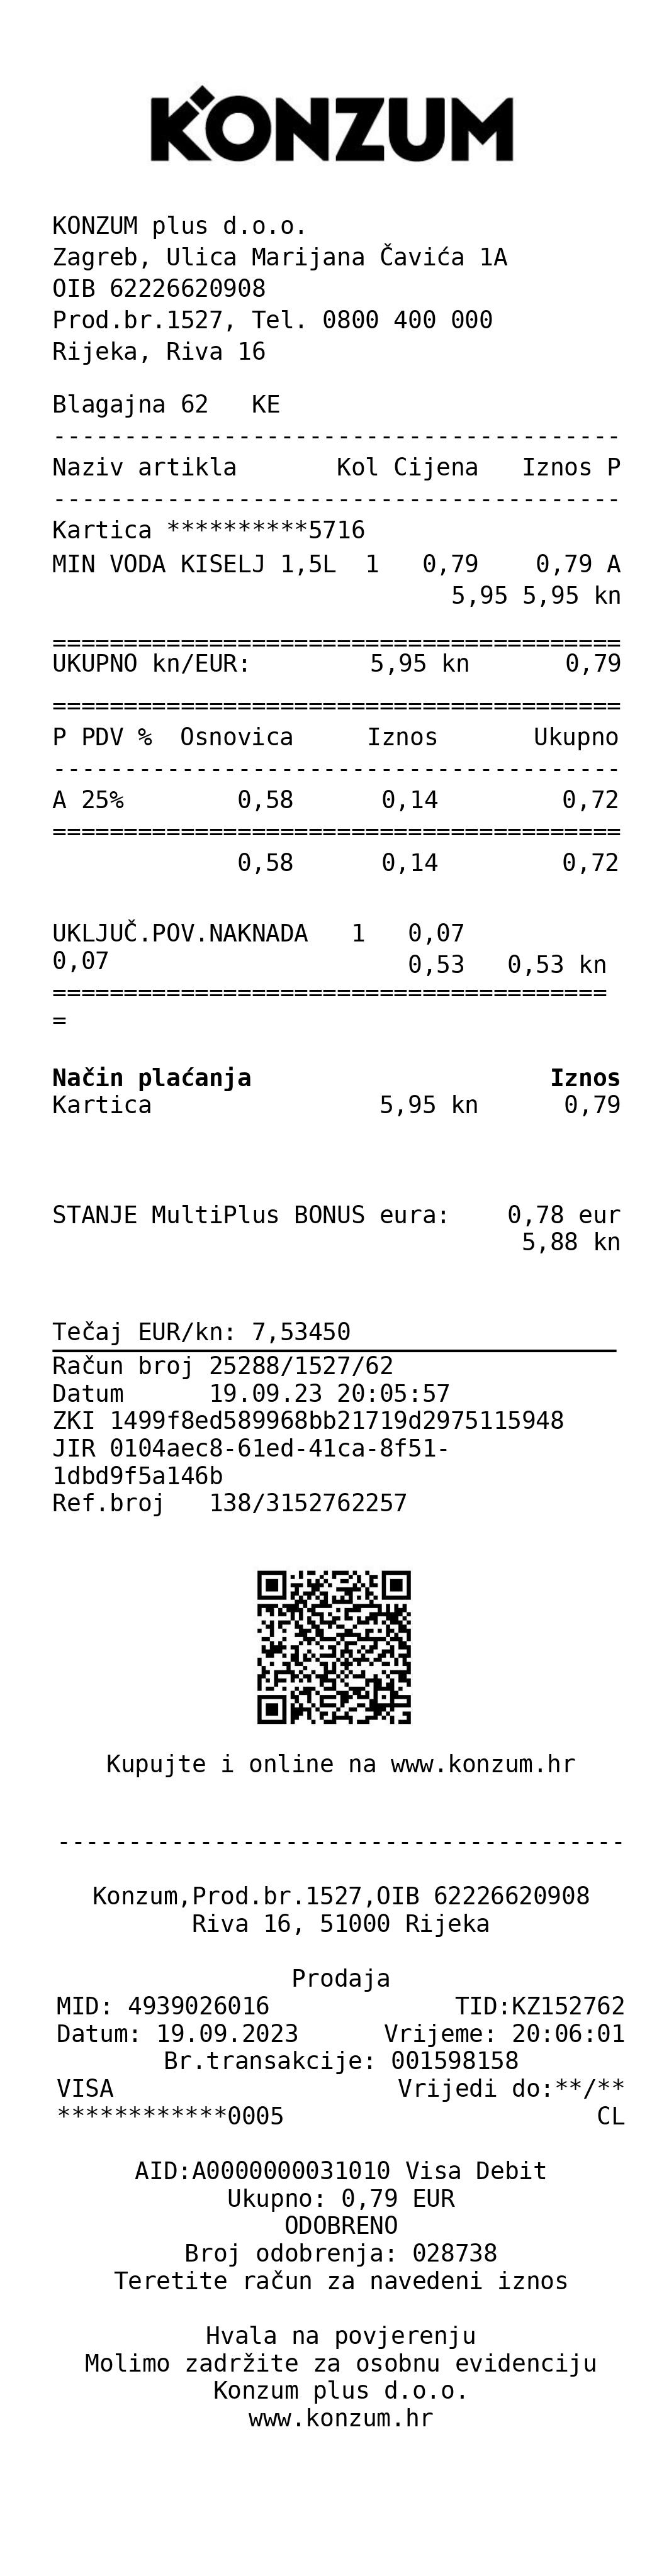 KONZUM
KONZUM plus d.o.o.
Zagreb, Ulica Marijana Čavića 1A
OIB 62226620908
Prod.br.1527, Tel. 0800 400 000
Rijeka, Riva 16
Blagajna 62   KE
----------------------------------------
Naziv artikla       Kol Cijena   Iznos P
----------------------------------------
Kartica **********5716
MIN VODA KISELJ 1,5L  1   0,79    0,79 A
5,95 5,95 kn
========================================
UKUPNO kn/EUR:        5,95 kn       0,79
========================================
P PDV %  Osnovica     Iznos       Ukupno
----------------------------------------
A 25%        0,58      0,14         0,72
========================================
0,58      0,14         0,72
UKLJUČ.POV.NAKNADA   1   0,07
0,07                     0,53   0,53 kn
=======================================
=
Način plaćanja                     Iznos
Kartica                5,95 kn      0,79
STANJE MultiPlus BONUS eura:    0,78 eur
5,88 kn
Tečaj EUR/kn: 7,53450
Račun broj 25288/1527/62
Datum      19.09.23 20:05:57
ZKI 1499f8ed589968bb21719d2975115948
JIR 0104aec8-61ed-41ca-8f51-
1dbd9f5a146b
Ref.broj   138/3152762257
Kupujte i online na www.konzum.hr
----------------------------------------
Konzum,Prod.br.1527,OIB 62226620908
Riva 16, 51000 Rijeka
Prodaja
MID: 4939026016             TID:KZ152762
Datum: 19.09.2023      Vrijeme: 20:06:01
Br.transakcije: 001598158
VISA                    Vrijedi do:**/**
************0005                      CL
AID:A0000000031010 Visa Debit
Ukupno: 0,79 EUR
ODOBRENO
Broj odobrenja: 028738
Teretite račun za navedeni iznos
Hvala na povjerenju
Molimo zadržite za osobnu evidenciju
Konzum plus d.o.o.
www.konzum.hr